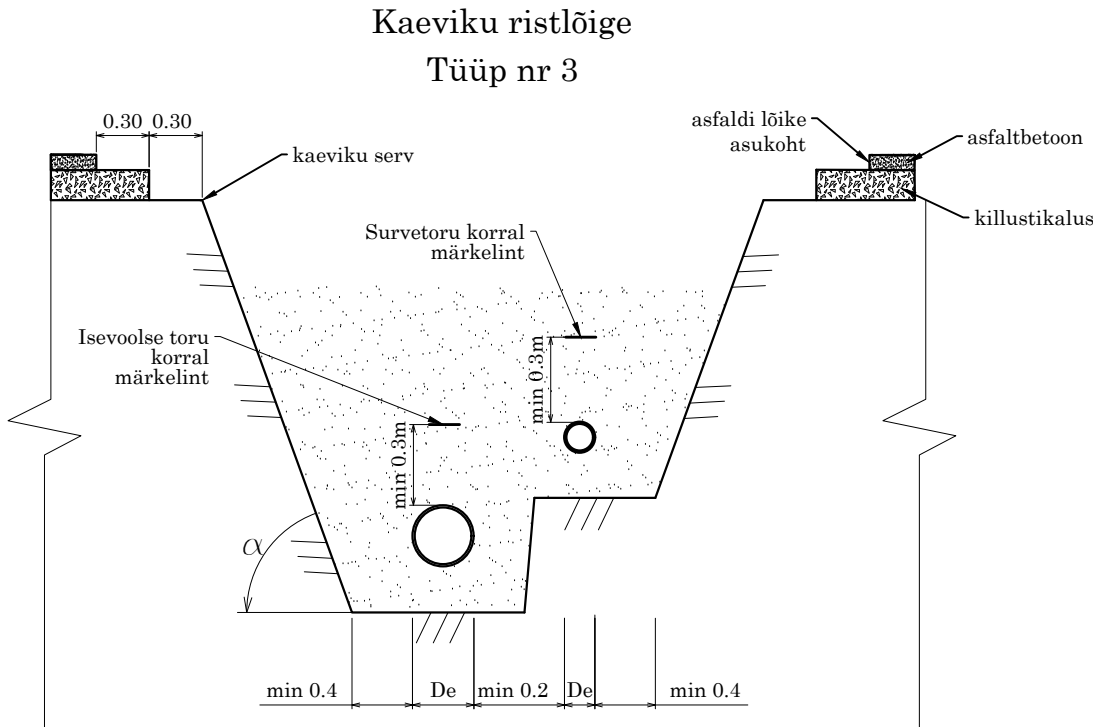 Kaeviku ristlõige
Tüüp nr 3
0.30 0.30
asfaldi lõike
asukoht
asfaltbetoon
kaeviku serv
killustikalus
Survetoru korral
märkelint
Isevoolse toru
korral
märkelint
min 0.3m
min 0.3m
α
min 0.4
De
min 0.2
De
min 0.4